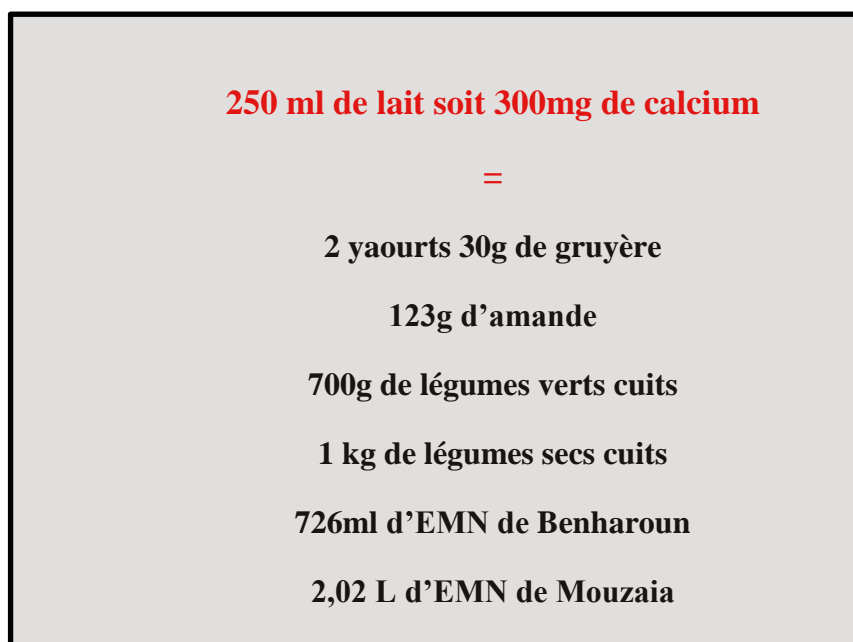 250 ml de lait soit 300mg de calcium
=
2 yaourts 30g de gruyère
123g d’amande
700g de légumes verts cuits
1 kg de légumes secs cuits
726ml d’EMN de Benharoun
2,02 L d’EMN de Mouzaia